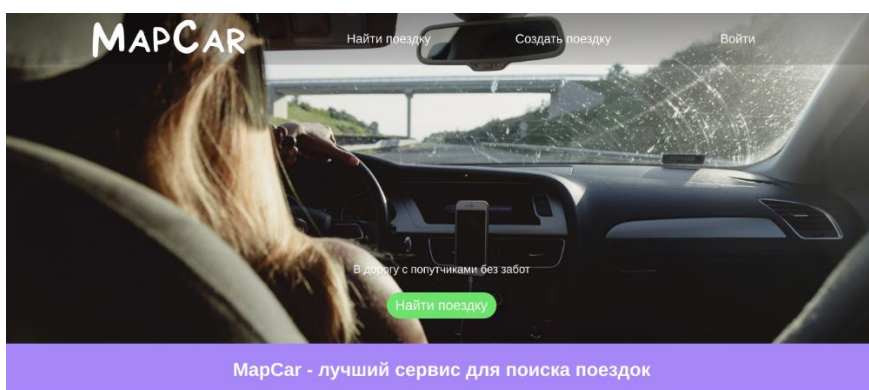 MAPCAR
Найти поездку
Создать поездку
Войти
В дорогу с попутчиками без забот
Найти поездку
MapCar - лучший сервис для поиска поездок